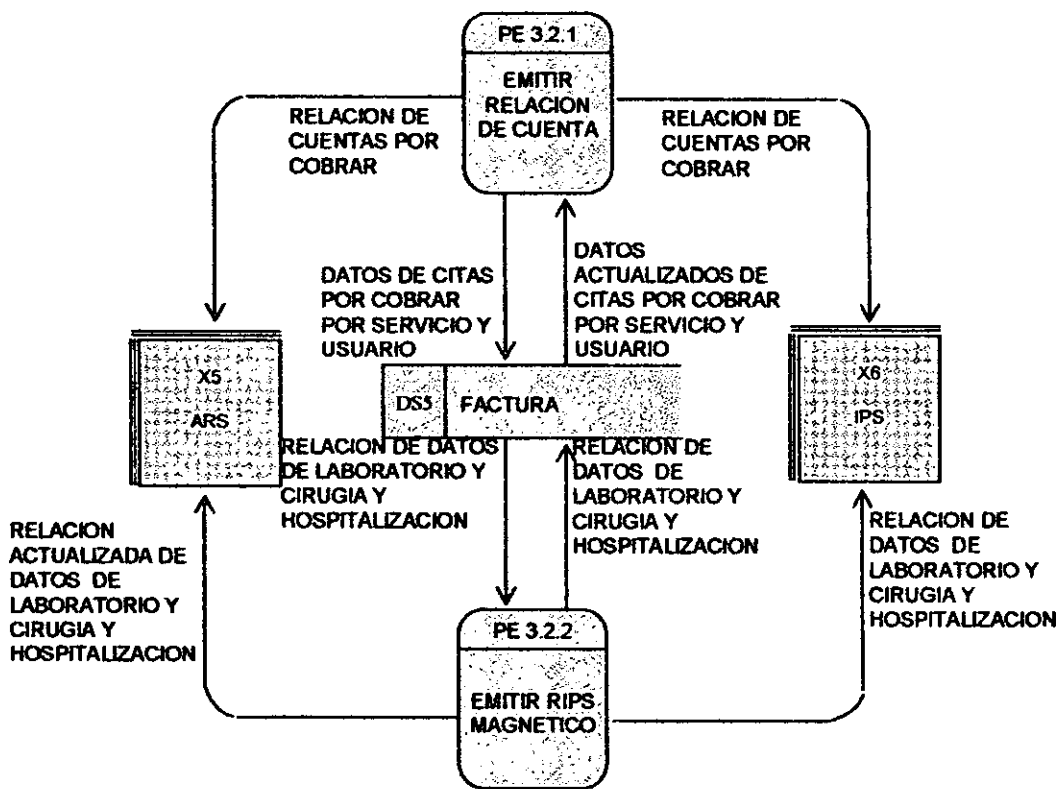 PE 3.2.1
EMITIR
RELACION
DE CUENTA
RELACION DE
CUENTAS POR
COBRAR
RELACION DE
CUENTAS POR
COBRAR
DATOS DE CITAS
POR COBRAR
POR SERVICIO Y
USUARIO
DATOS
ACTUALIZADOS DE
CITAS POR COBRAR
POR SERVICIO Y
USUARIO
X5
ARS
DS5
FACTURA
X6
IPS
RELACION DE DATOS
DE LABORATORIO Y
CIRUGIA Y
HOSPITALIZACION
RELACION DE
DATOS DE
LABORATORIO Y
CIRUGIA Y
HOSPITALIZACION
RELACION
ACTUALIZADA DE
DATOS DE
LABORATORIO Y
CIRUGIA Y
HOSPITALIZACION
RELACION DE
DATOS DE
LABORATORIO Y
CIRUGIA Y
HOSPITALIZACION
PE 3.2.2
EMITIR RIPS
MAGNETICO